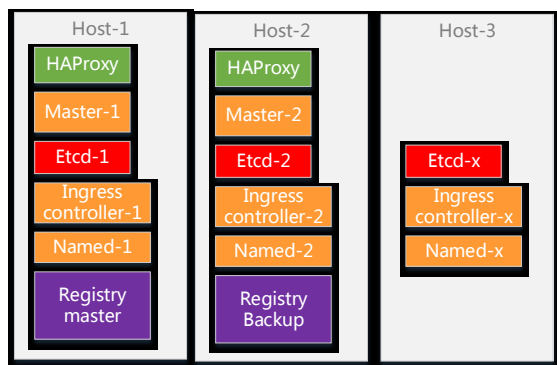 Host-1
HAProxy
Master-1
Etcd-1
Ingress
controller-1
Named-1
Registry
master
Host-2
HAProxy
Master-2
Etcd-2
Ingress
controller-2
Named-2
Registry
Backup
Host-3
Etcd-x
Ingress
controller-x
Named-x